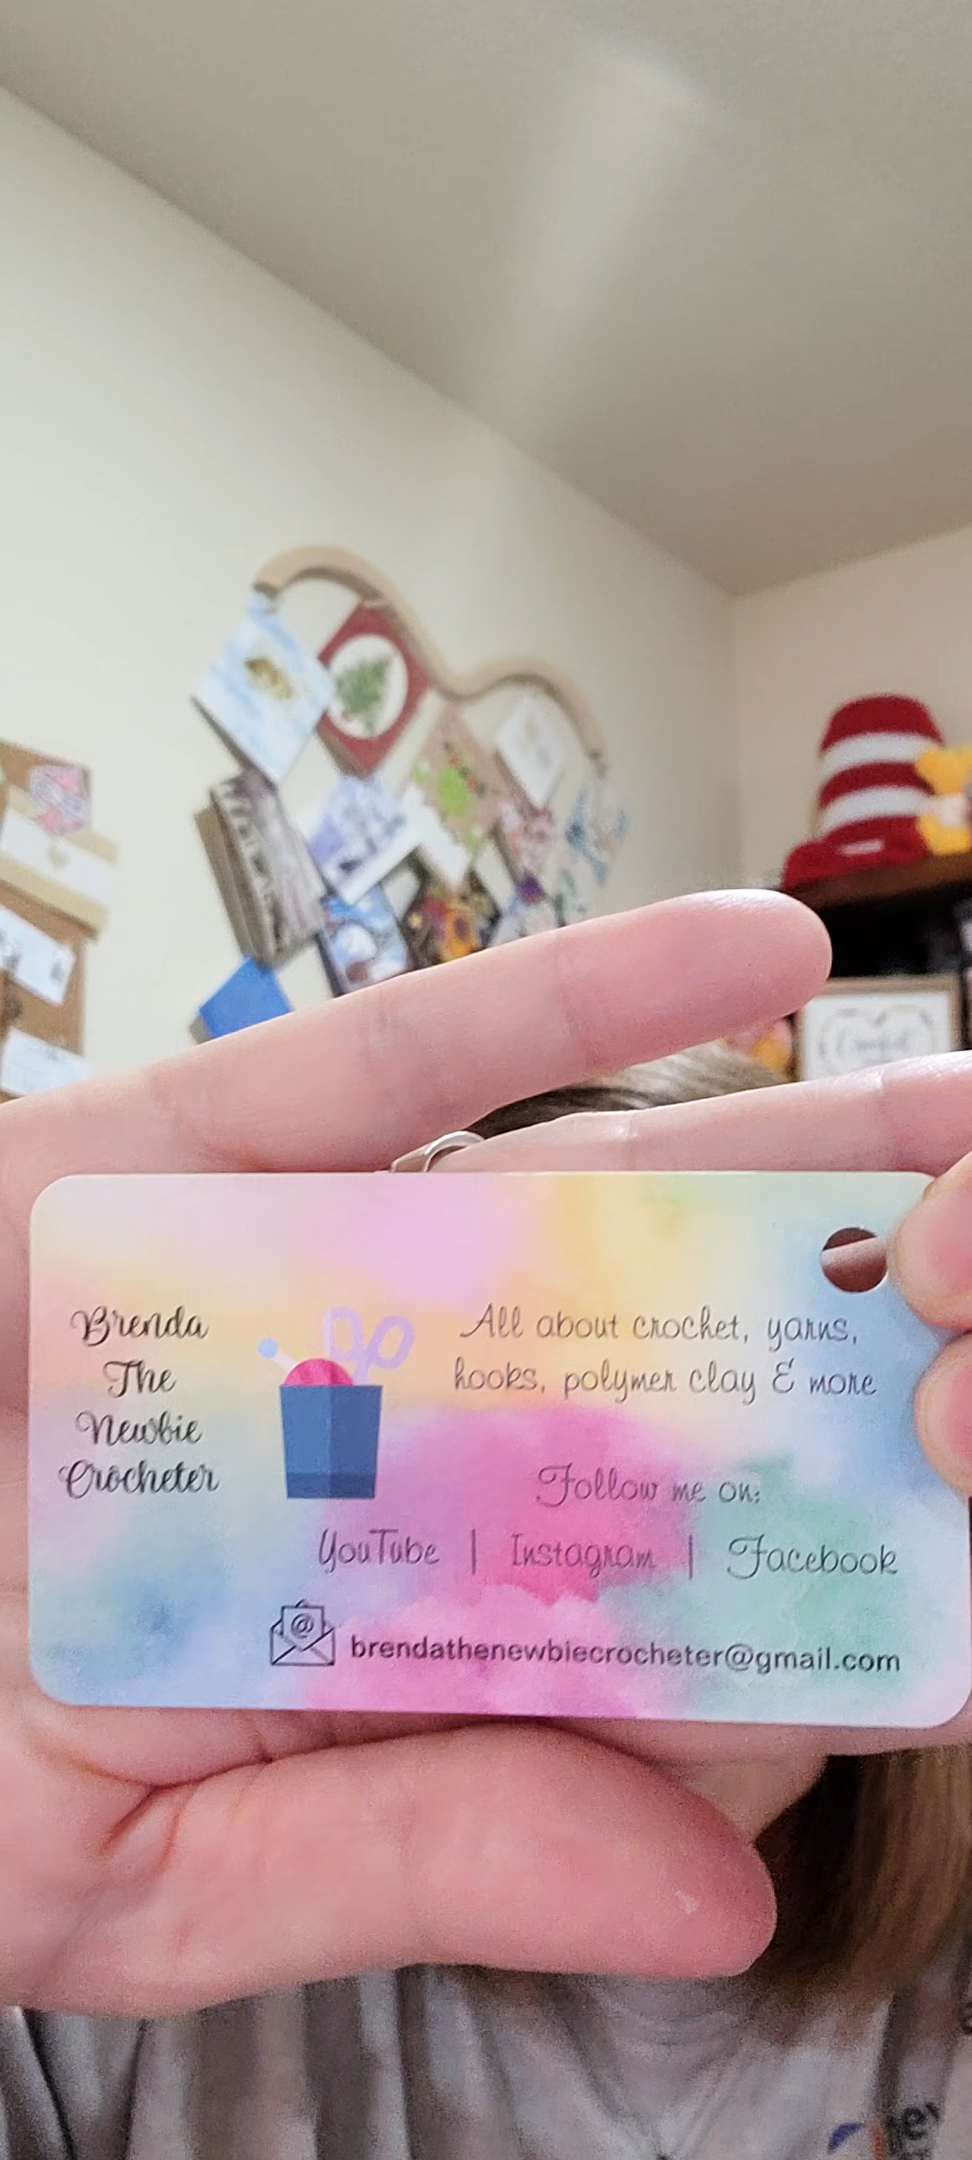 Brenda
The
Newbie
Crocheter
All about crochet, yarns,
hooks, polymer clay & more
Follow me on:
YouTube | Instagram | Facebook
@
brendathenewbiecrocheter@gmail.com